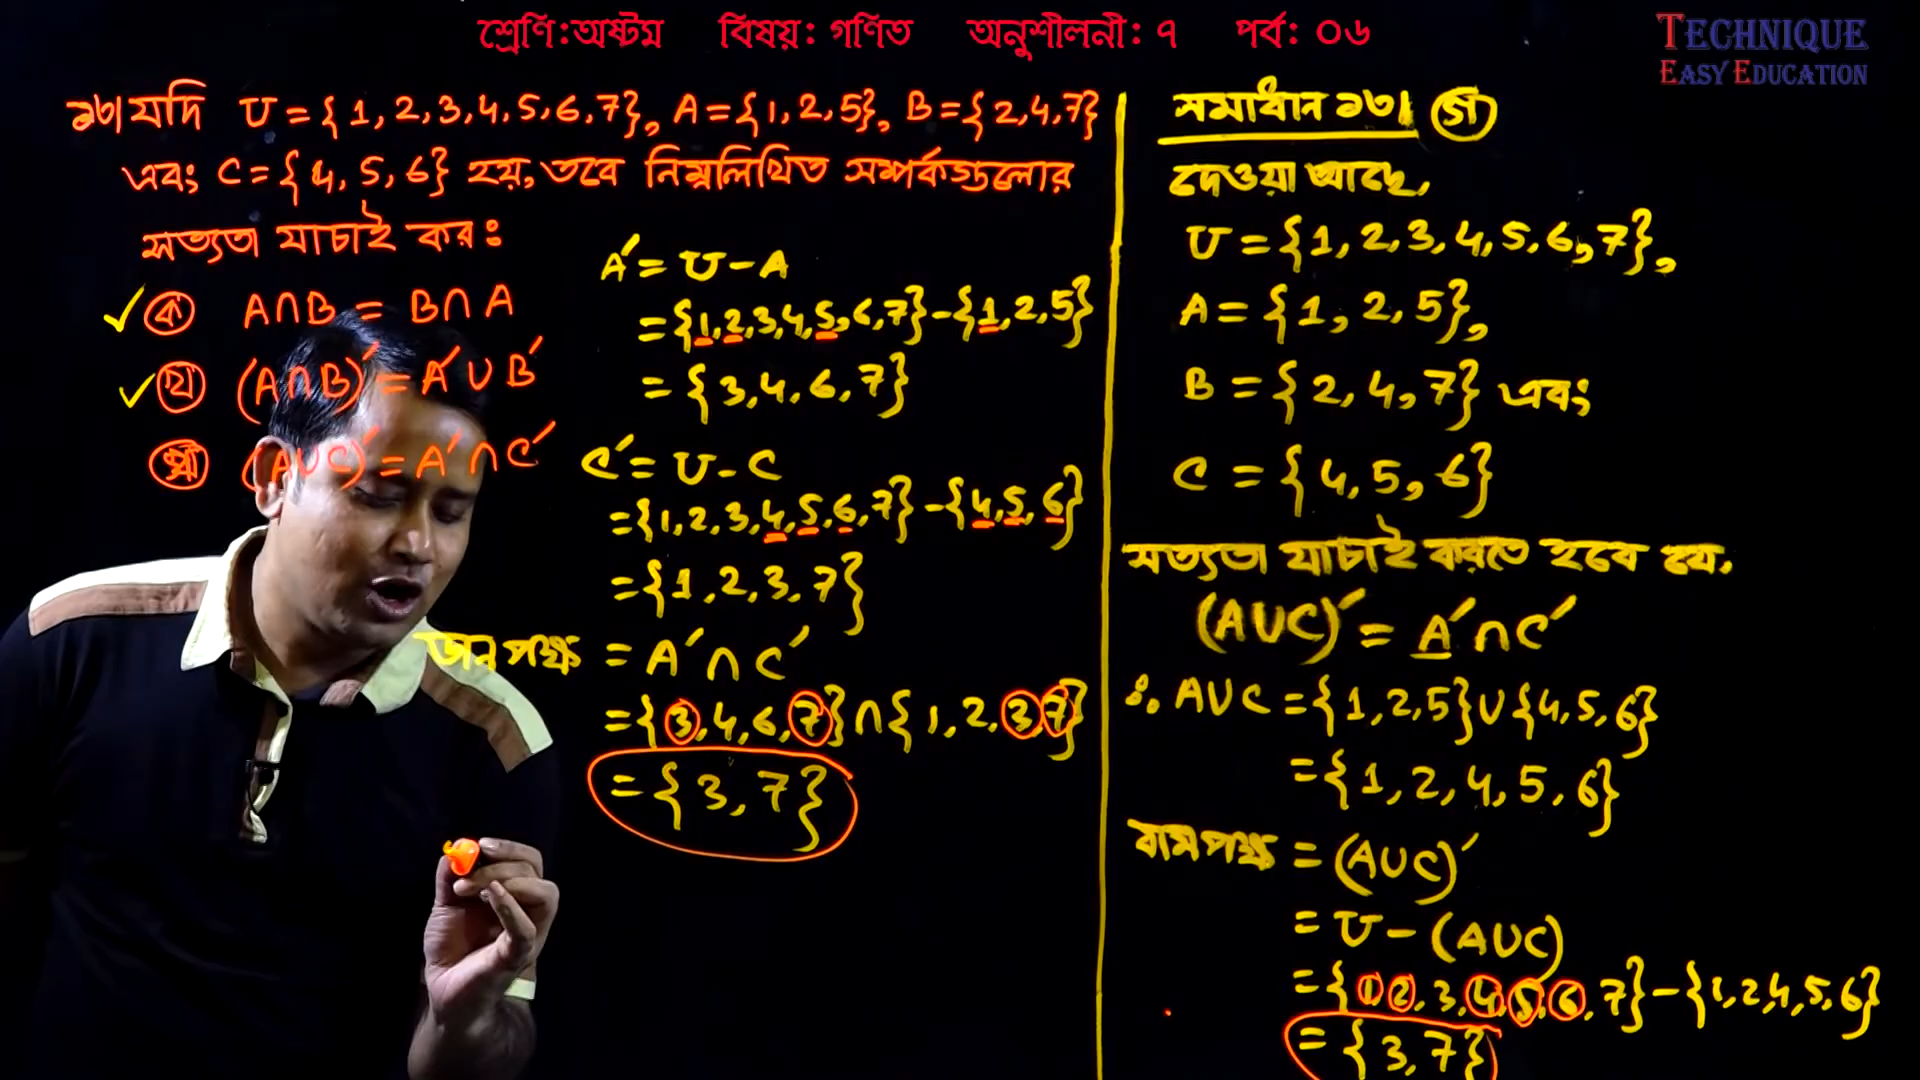 শ্রেণি:অষ্টম বিষয়: গণিত অনুশীলনী: ৭ পর্ব: ০৬
TECHNIQUE
EASY EDUCATION
১৩। যদি U = {1, 2, 3, 4, 5, 6, 7}, A = {1, 2, 5}, B = {2, 4, 7}
এবং C = {4, 5, 6} হয়, তবে নিম্নলিখিত সম্পর্কগুলোর
সত্যতা যাচাই কর:
✓ ক A∩B = B∩A
✓ খ (A∩B)′ = A′∪B′
গ (A∪C)′ = A′∩C′
A′ = U - A
= {1, 2, 3, 4, 5, 6, 7} - {1, 2, 5}
= {3, 4, 6, 7}
C′ = U - C
= {1, 2, 3, 4, 5, 6, 7} - {4, 5, 6}
= {1, 2, 3, 7}
ডানপক্ষ = A′∩C′
= {3, 4, 6, 7} ∩ {1, 2, 3, 7}
= {3, 7}
সমাধান ১৩। গ
দেওয়া আছে,
U = {1, 2, 3, 4, 5, 6, 7},
A = {1, 2, 5},
B = {2, 4, 7} এবং
C = {4, 5, 6}
সত্যতা যাচাই করতে হবে যে,
(A∪C)′ = A′∩C′
∴ A∪C = {1, 2, 5} ∪ {4, 5, 6}
= {1, 2, 4, 5, 6}
বামপক্ষ = (A∪C)′
= U - (A∪C)
= {1, 2, 3, 4, 5, 6, 7} - {1, 2, 4, 5, 6}
= {3, 7}